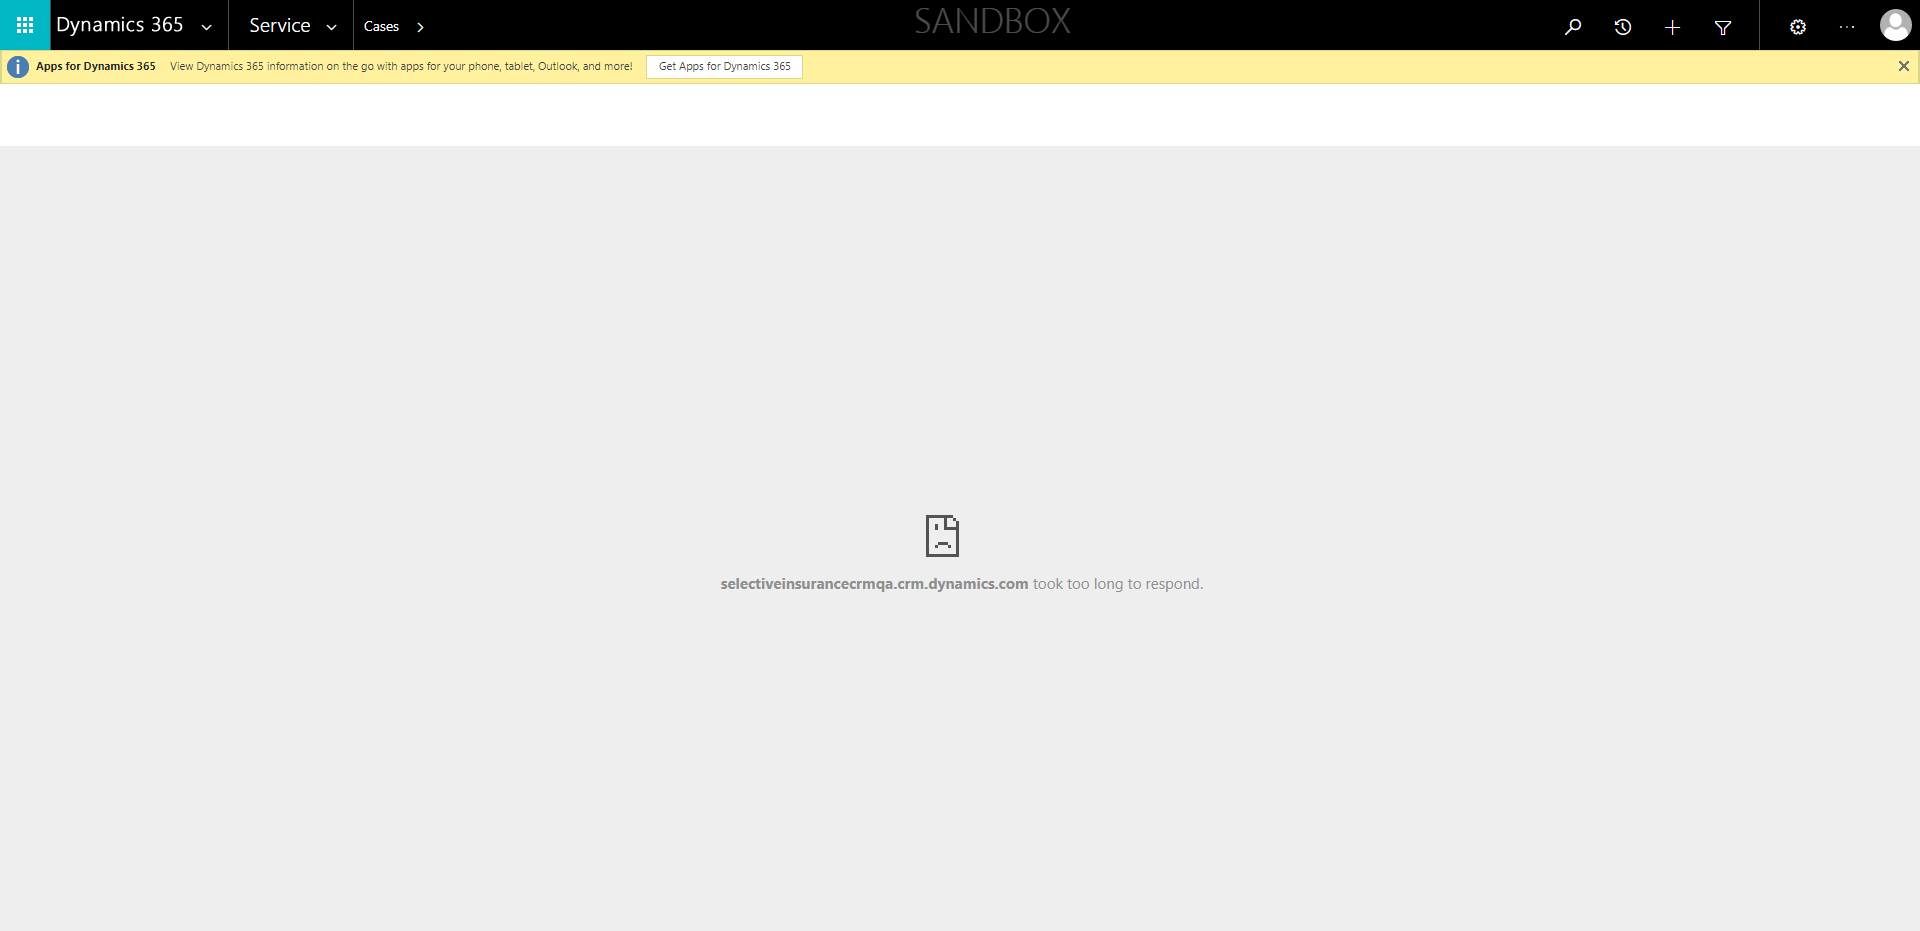 Dynamics 365 Service Cases SANDBOX
Apps for Dynamics 365 View Dynamics 365 information on the go with apps for your phone, tablet, Outlook, and more! Get Apps for Dynamics 365
selectiveinsurancecrmqa.crm.dynamics.com took too long to respond.